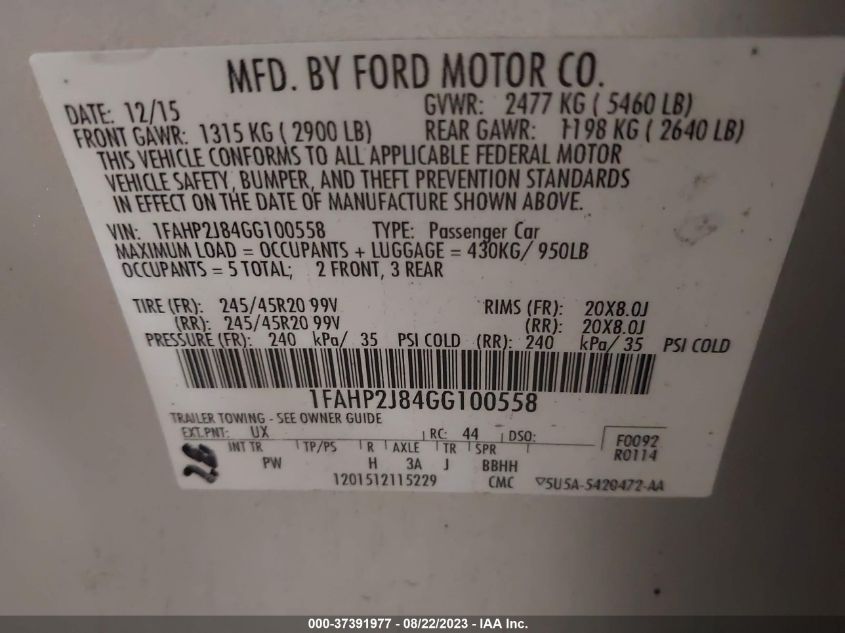 MFD. BY FORD MOTOR CO.
DATE: 12/15 GVWR: 2477 KG ( 5460 LB)
FRONT GAWR: 1315 KG ( 2900 LB) REAR GAWR: 1198 KG ( 2640 LB)
THIS VEHICLE CONFORMS TO ALL APPLICABLE FEDERAL MOTOR
VEHICLE SAFETY, BUMPER, AND THEFT PREVENTION STANDARDS
IN EFFECT ON THE DATE OF MANUFACTURE SHOWN ABOVE.
VIN: 1FAHP2J84GG100558 TYPE: Passenger Car
MAXIMUM LOAD = OCCUPANTS + LUGGAGE = 430KG/ 950LB
OCCUPANTS = 5 TOTAL; 2 FRONT, 3 REAR
TIRE (FR): 245/45R20 99V RIMS (FR): 20X8.0J
(RR): 245/45R20 99V (RR): 20X8.0J
PRESSURE (FR): 240 kPa/ 35 PSI COLD (RR): 240 kPa/ 35 PSI COLD
1FAHP2J84GG100558
TRAILER TOWING - SEE OWNER GUIDE
EXT.PNT: UX RC: 44 DSO: F0092
INT TR TP/PS R AXLE TR SPR R0114
PW H 3A J BBHH
1201512115229 CMC ▽5U5A-5420472-AA
000-37391977 - 08/22/2023 - IAAI.com